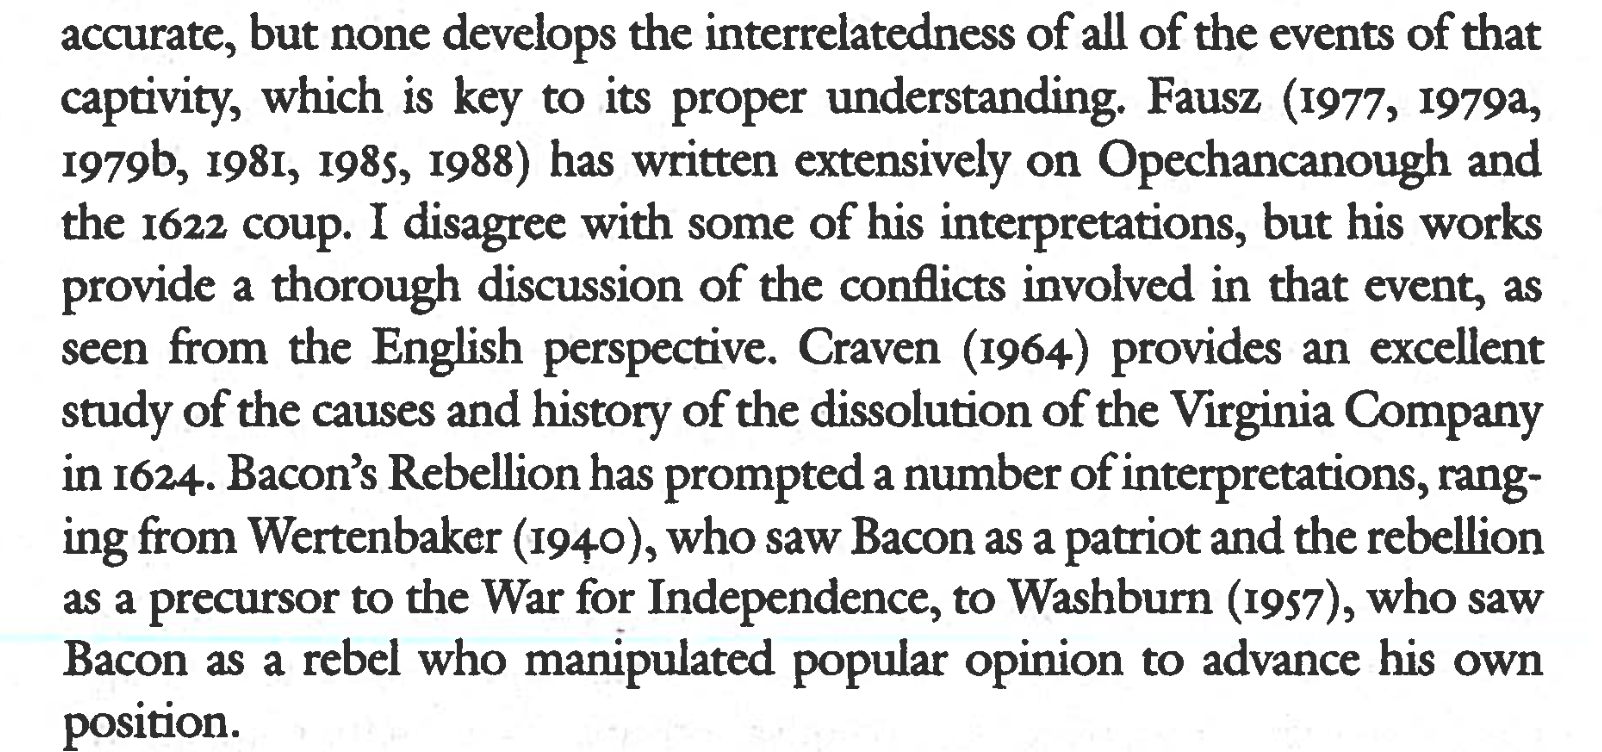 accurate, but none develops the interrelatedness of all of the events of that
captivity, which is key to its proper understanding. Fausz (1977, 1979a,
1979b, 1981, 1985, 1988) has written extensively on Opechancanough and
the 1622 coup. I disagree with some of his interpretations, but his works
provide a thorough discussion of the conflicts involved in that event, as
seen from the English perspective. Craven (1964) provides an excellent
study of the causes and history of the dissolution of the Virginia Company
in 1624. Bacon's Rebellion has prompted a number of interpretations, rang-
ing from Wertenbaker (1940), who saw Bacon as a patriot and the rebellion
as a precursor to the War for Independence, to Washburn (1957), who saw
Bacon as a rebel who manipulated popular opinion to advance his own
position.